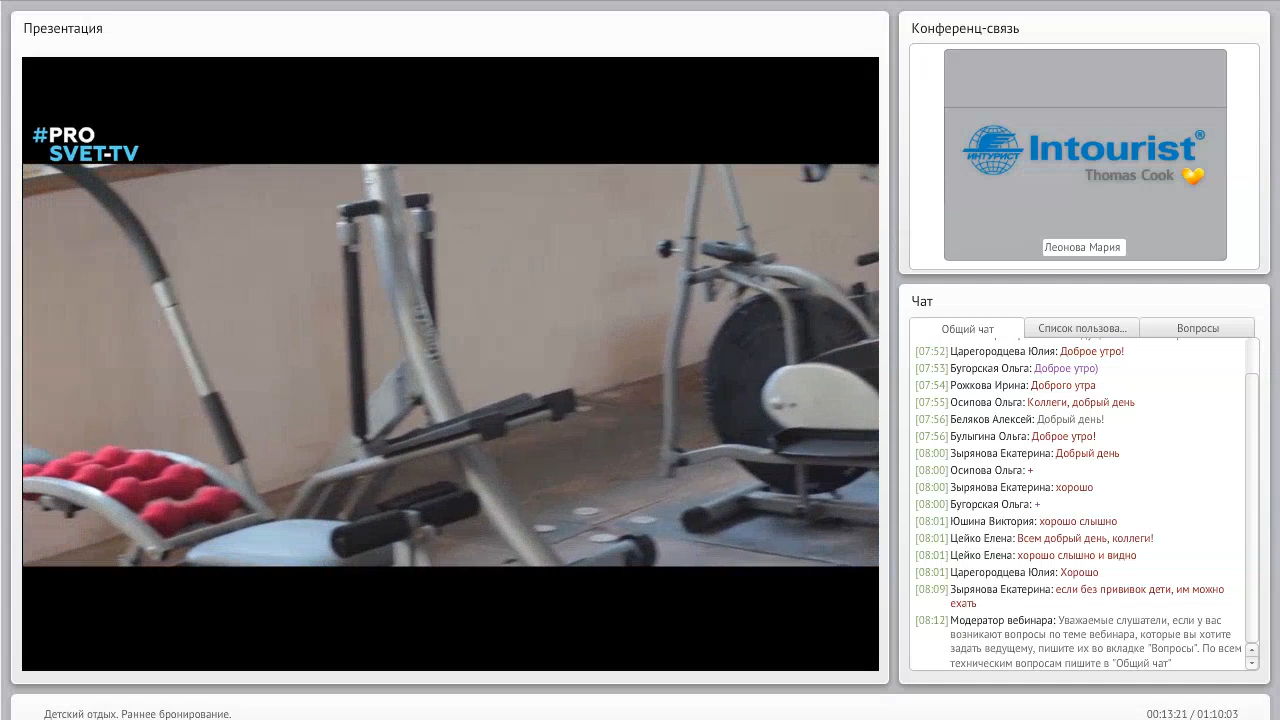 Презентация
#PRO
SVET-TV
Конференц-связь
ИНТУРИСТ
Intourist®
Thomas Cook
Леонова Мария
Чат
Общий чат
Список пользова...
Вопросы
[07:52] Царегородцева Юлия: Доброе утро!
[07:53] Бугорская Ольга: Доброе утро)
[07:54] Рожкова Ирина: Доброго утра
[07:55] Осипова Ольга: Коллеги, добрый день
[07:56] Беляков Алексей: Добрый день!
[07:56] Булыгина Ольга: Доброе утро!
[08:00] Зырянова Екатерина: Добрый день
[08:00] Осипова Ольга: +
[08:00] Зырянова Екатерина: хорошо
[08:00] Бугорская Ольга: +
[08:01] Юшина Виктория: хорошо слышно
[08:01] Цейко Елена: Всем добрый день, коллеги!
[08:01] Цейко Елена: хорошо слышно и видно
[08:01] Царегородцева Юлия: Хорошо
[08:09] Зырянова Екатерина: если без прививок дети, им можно
ехать
[08:12] Модератор вебинара: Уважаемые слушатели, если у вас
возникают вопросы по теме вебинара, которые вы хотите
задать ведущему, пишите их во вкладке "Вопросы". По всем
техническим вопросам пишите в "Общий чат"
Детский отдых. Раннее бронирование.
00:13:21 / 01:10:03